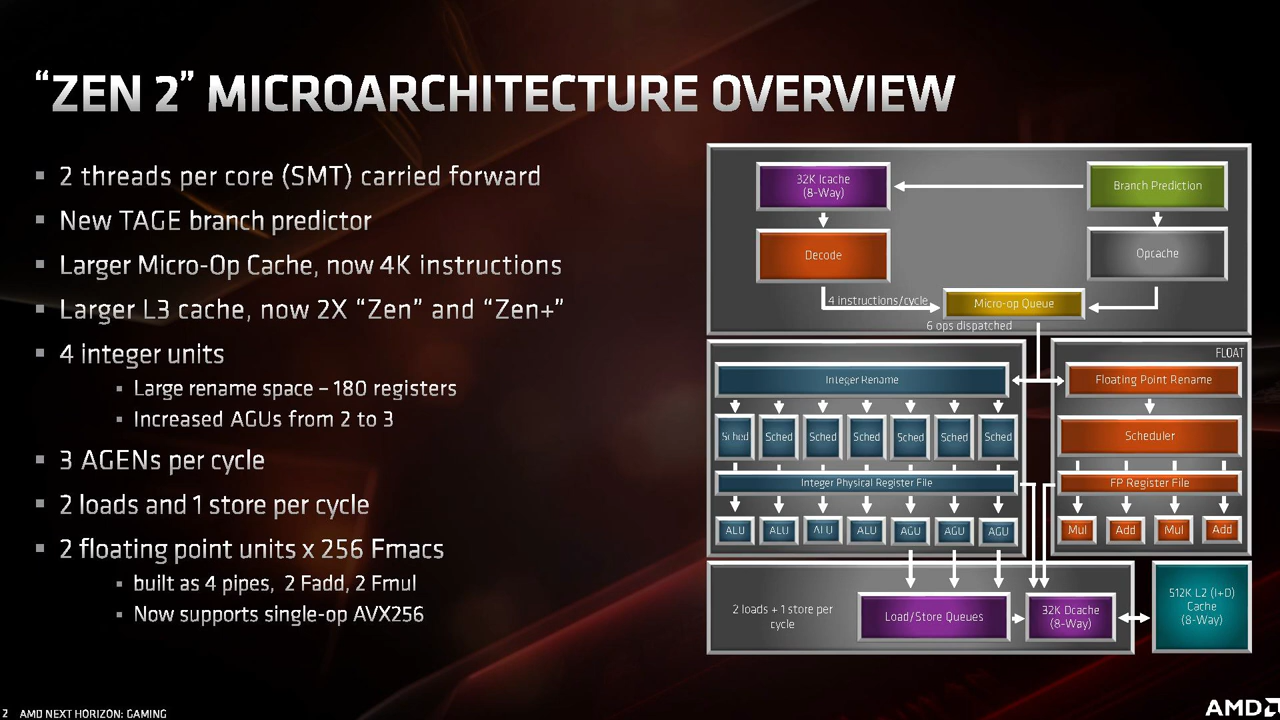 “ZEN 2” MICROARCHITECTURE OVERVIEW
2 threads per core (SMT) carried forward
New TAGE branch predictor
Larger Micro-Op Cache, now 4K instructions
Larger L3 cache, now 2X “Zen” and “Zen+”
4 integer units
Large rename space – 180 registers
Increased AGUs from 2 to 3
3 AGENs per cycle
2 loads and 1 store per cycle
2 floating point units x 256 Fmacs
built as 4 pipes, 2 Fadd, 2 Fmul
Now supports single-op AVX256
32K Icache
(8-Way)
Branch Prediction
Decode
Opcache
4 instructions/cycle
Micro-op Queue
6 ops dispatched
FLOAT
Integer Rename
Floating Point Rename
Sched Sched Sched Sched Sched Sched Sched
Scheduler
Integer Physical Register File
FP Register File
ALU ALU ALU ALU AGU AGU AGU
Mul Add Mul Add
2 loads + 1 store per
cycle
Load/Store Queues
32K Dcache
(8-Way)
512K L2 (I+D)
Cache
(8-Way)
2 AMD NEXT HORIZON: GAMING
AMD